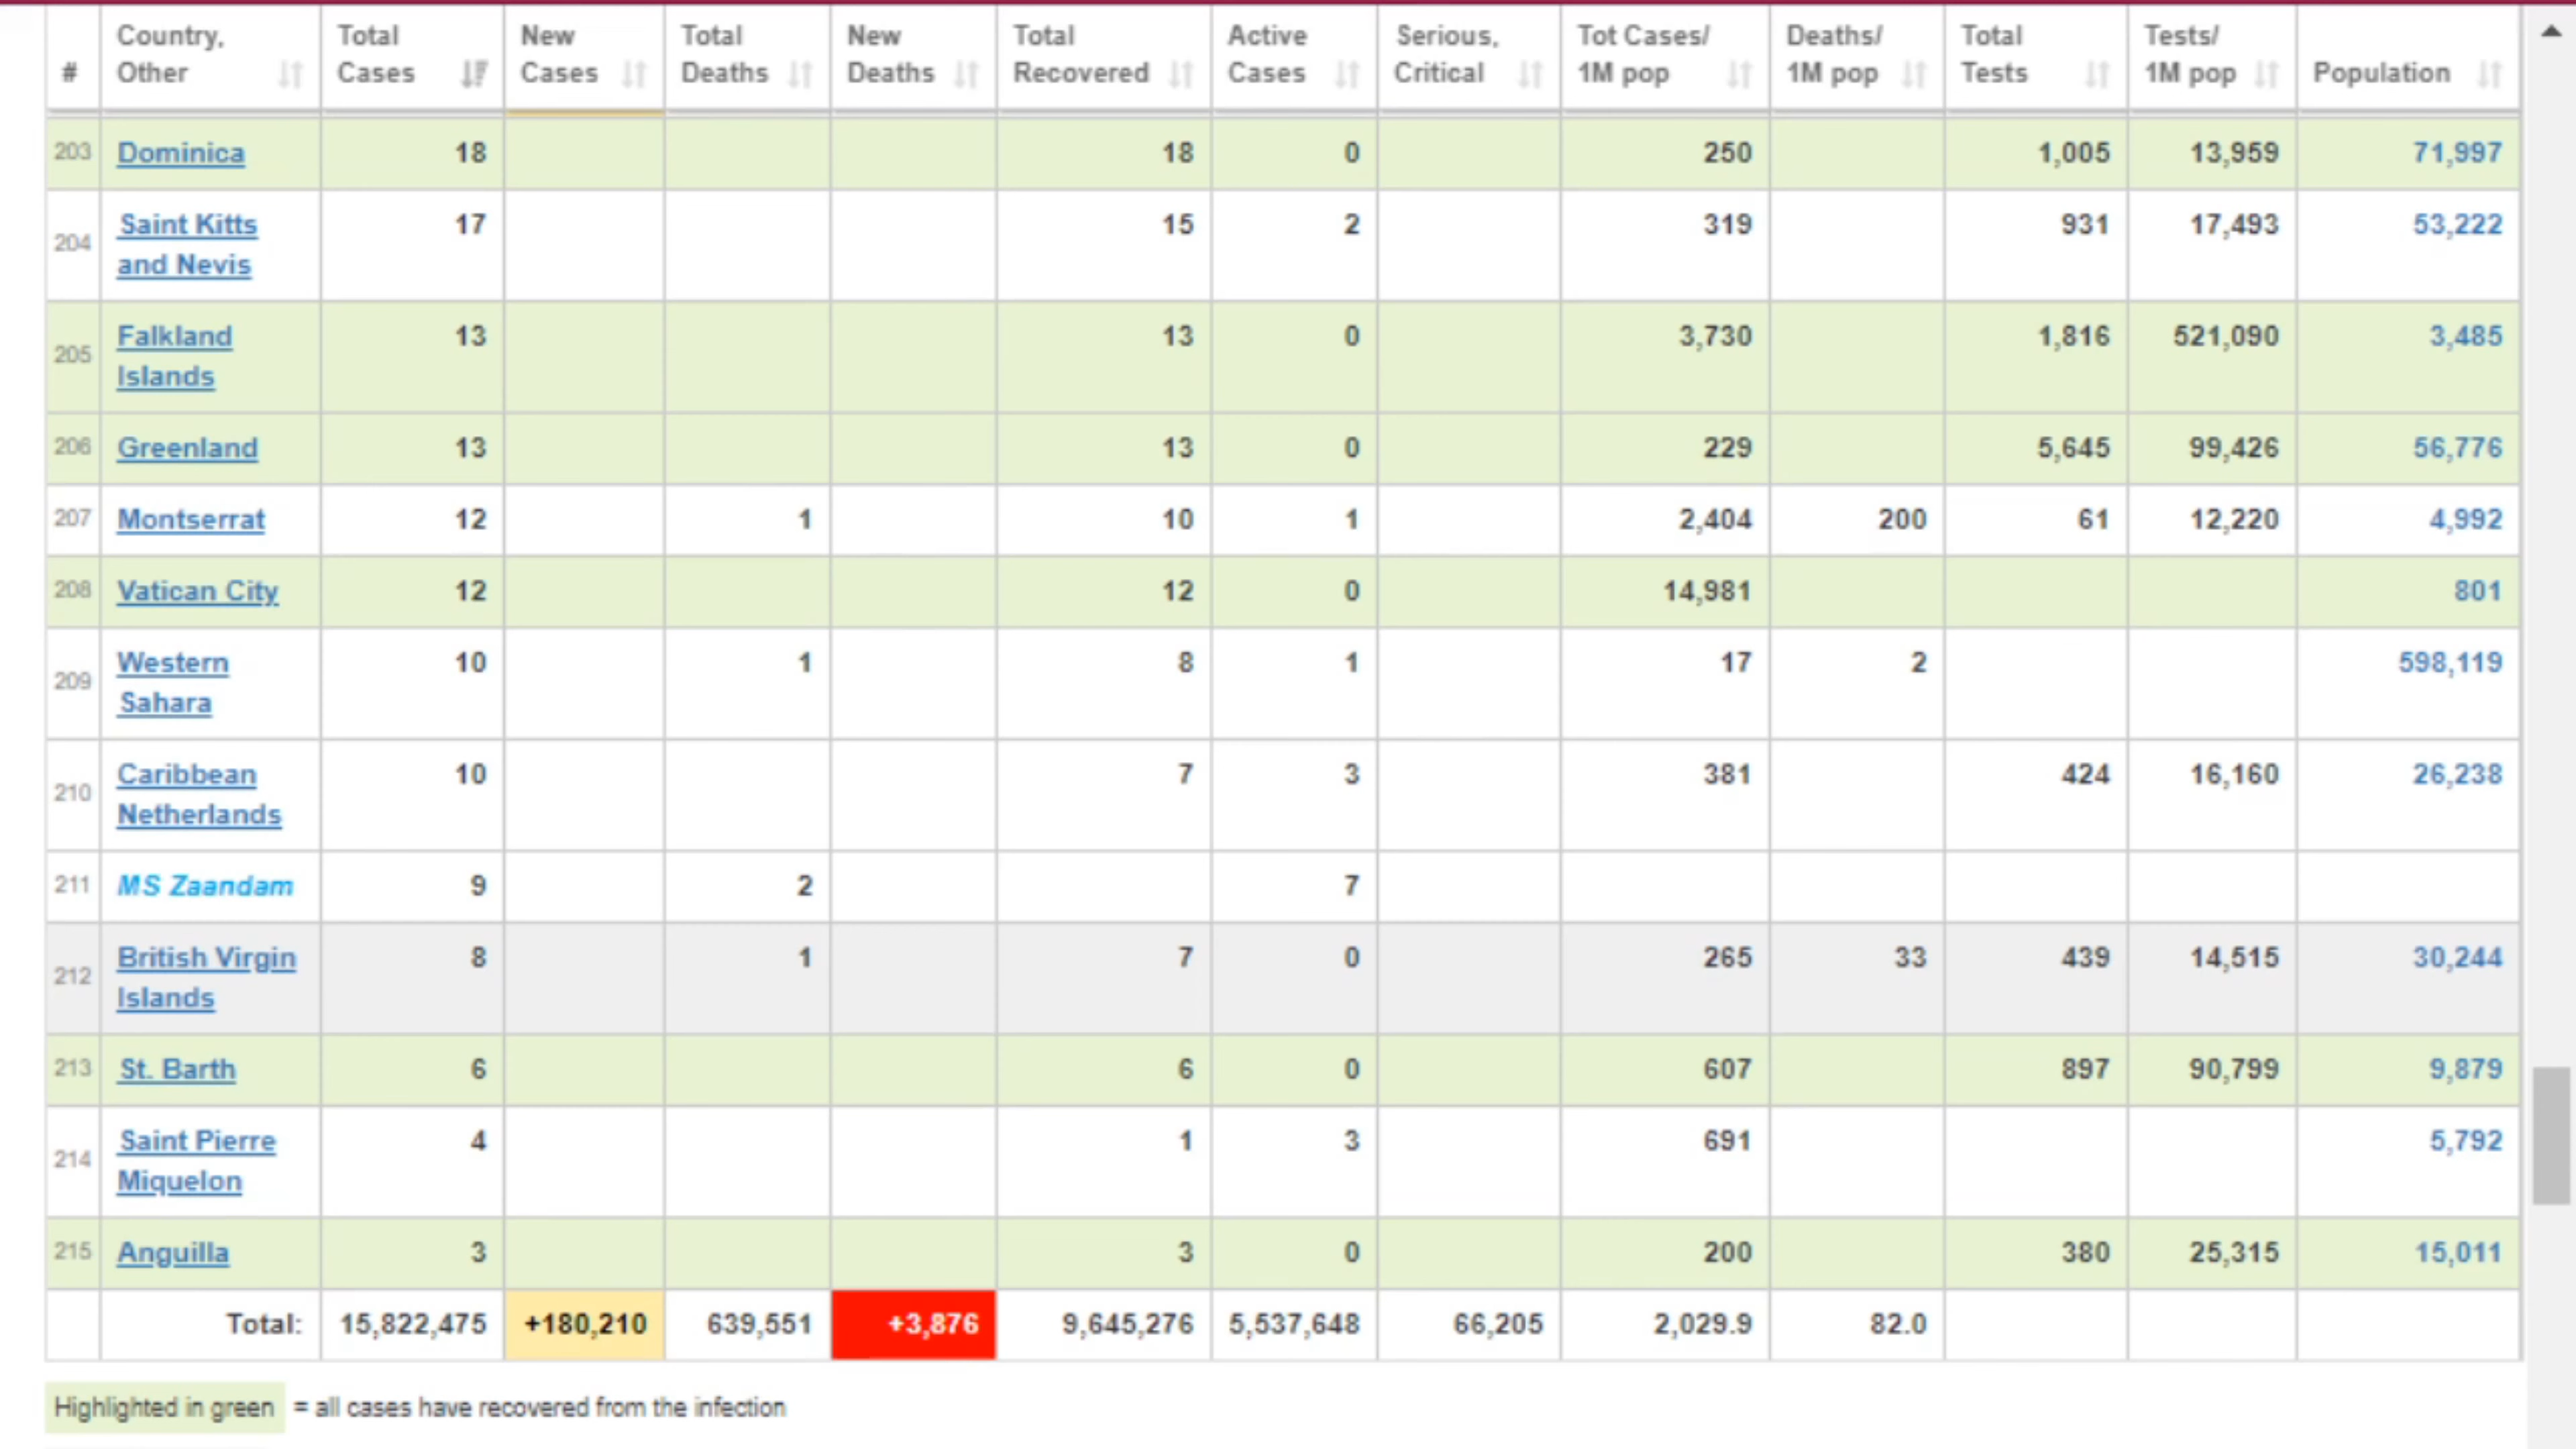 # Country, Other Total Cases New Cases Total Deaths New Deaths Total Recovered Active Cases Serious, Critical Tot Cases/ 1M pop Deaths/ 1M pop Total Tests Tests/ 1M pop Population
203 Dominica 18 18 0 250 1,005 13,959 71,997
204 Saint Kitts and Nevis 17 15 2 319 931 17,493 53,222
205 Falkland Islands 13 13 0 3,730 1,816 521,090 3,485
206 Greenland 13 13 0 229 5,645 99,426 56,776
207 Montserrat 12 1 10 1 2,404 200 61 12,220 4,992
208 Vatican City 12 12 0 14,981 801
209 Western Sahara 10 1 8 1 17 2 598,119
210 Caribbean Netherlands 10 7 3 381 424 16,160 26,238
211 MS Zaandam 9 2 7
212 British Virgin Islands 8 1 7 0 265 33 439 14,515 30,244
213 St. Barth 6 6 0 607 897 90,799 9,879
214 Saint Pierre Miquelon 4 1 3 691 5,792
215 Anguilla 3 3 0 200 380 25,315 15,011
Total: 15,822,475 +180,210 639,551 +3,876 9,645,276 5,537,648 66,205 2,029.9 82.0
Highlighted in green = all cases have recovered from the infection